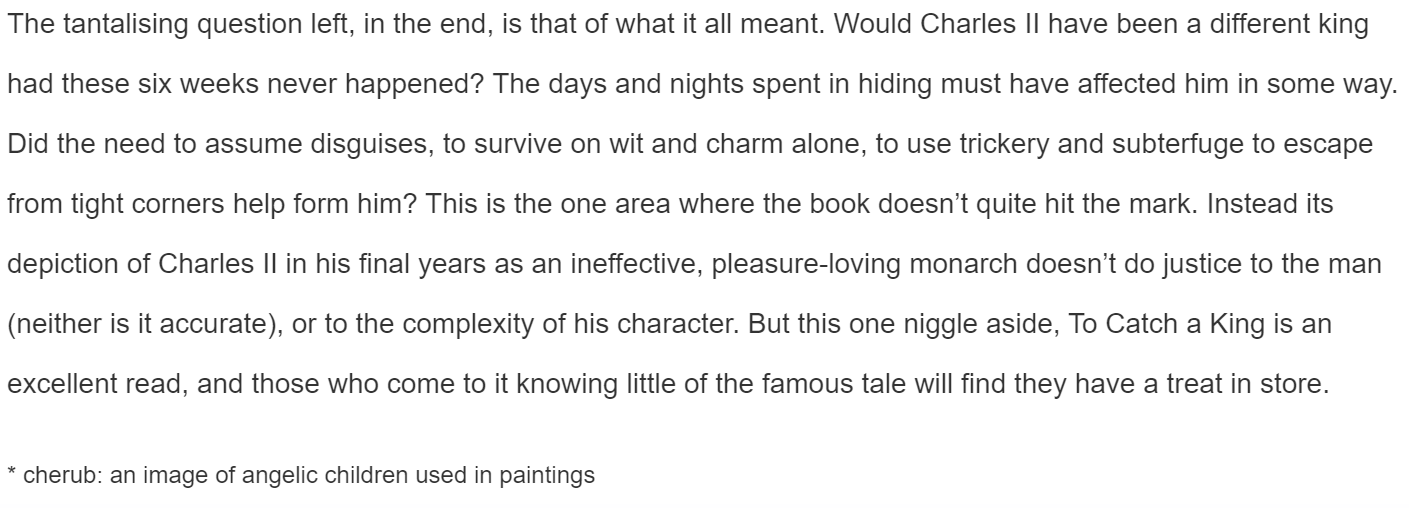 The tantalising question left, in the end, is that of what it all meant. Would Charles II have been a different king
had these six weeks never happened? The days and nights spent in hiding must have affected him in some way.
Did the need to assume disguises, to survive on wit and charm alone, to use trickery and subterfuge to escape
from tight corners help form him? This is the one area where the book doesn’t quite hit the mark. Instead its
depiction of Charles II in his final years as an ineffective, pleasure-loving monarch doesn’t do justice to the man
(neither is it accurate), or to the complexity of his character. But this one niggle aside, To Catch a King is an
excellent read, and those who come to it knowing little of the famous tale will find they have a treat in store.
* cherub: an image of angelic children used in paintings